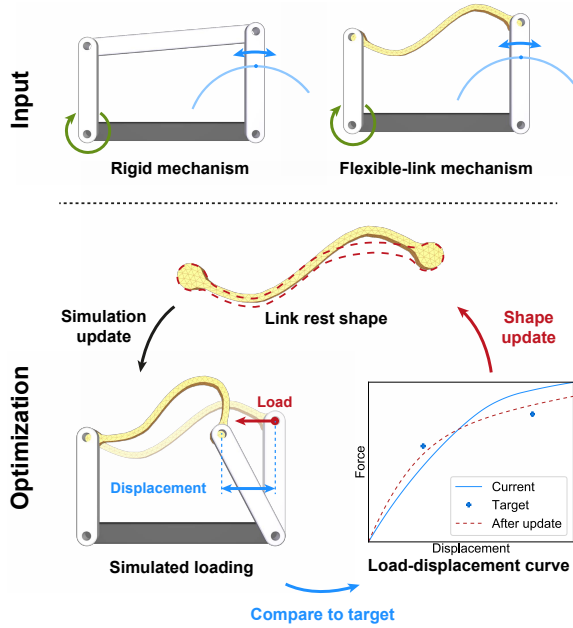 Input
Rigid mechanism
Flexible-link mechanism
Optimization
Link rest shape
Simulation
update
Shape
update
Load
Displacement
Simulated loading
Force
Current
Target
After update
Displacement
Load-displacement curve
Compare to target